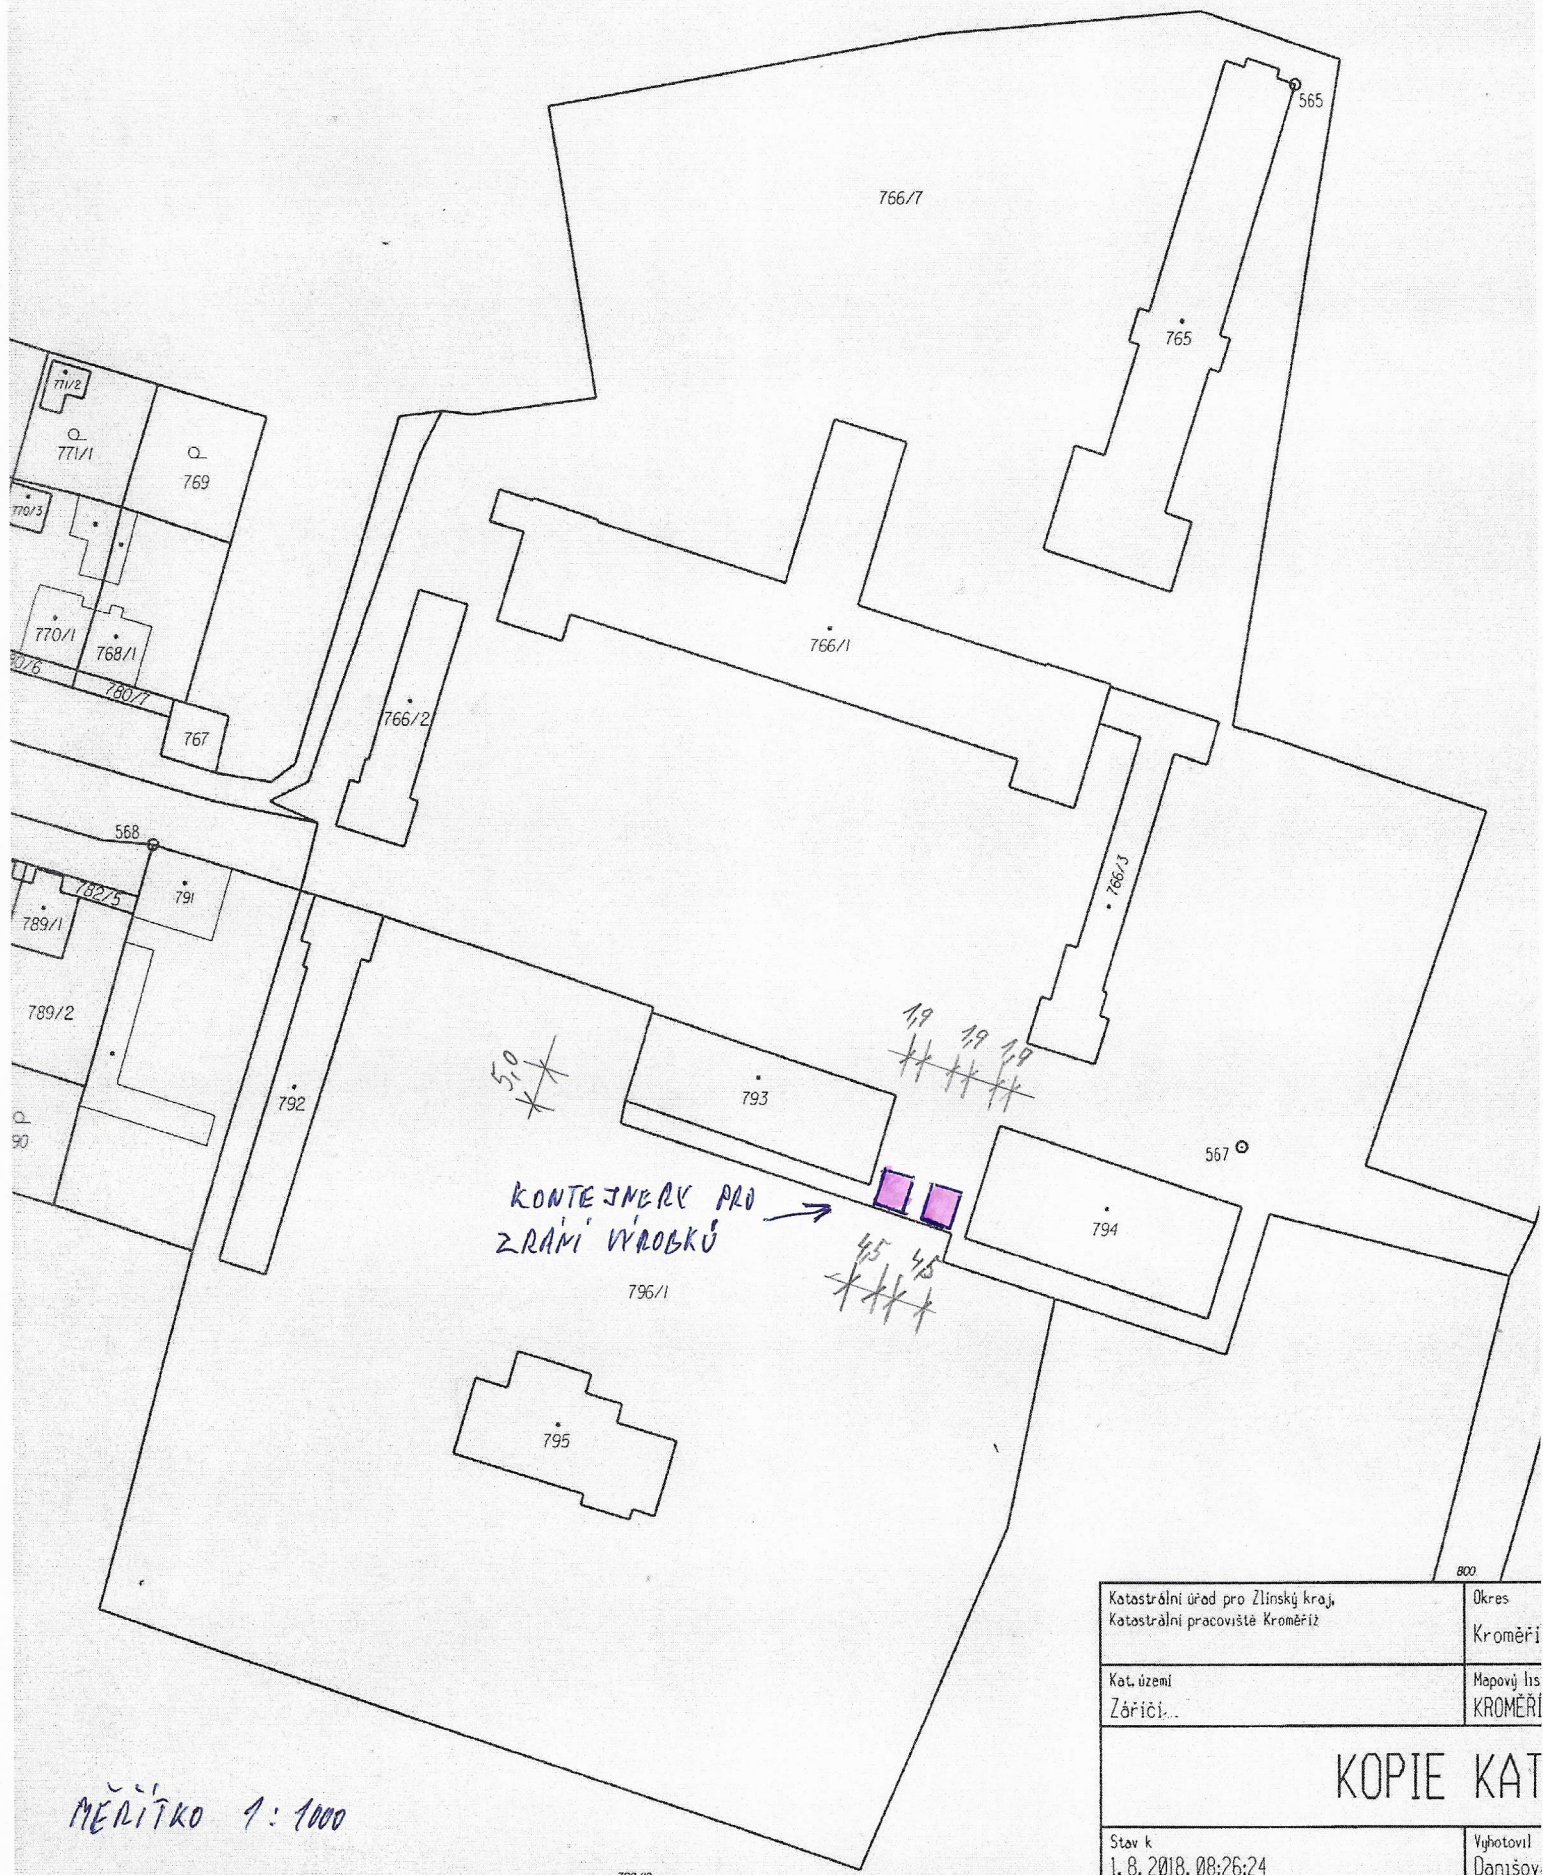 565
766/7
765
771/2
771/1
769
770/3
766/1
770/1
768/1
780/7
766/2
767
568
766/3
782/5
791
789/1
789/2
1,9
1,9
1,9
5,0
792
793
567
KONTEJNERY PRO
ZRÁNÍ VÝROBKŮ
794
4,5
4,5
796/1
795
800
Katastrální úřad pro Zlínský kraj,
Katastrální pracoviště Kroměříž
Okres
Kroměří
Kat. území
Záříčí
Mapový lis
KROMĚŘÍ
KOPIE KAT
MĚŘÍTKO 1:1000
Stav k
1. 8. 2018. 08:26:24
Vyhotovil
Danišov